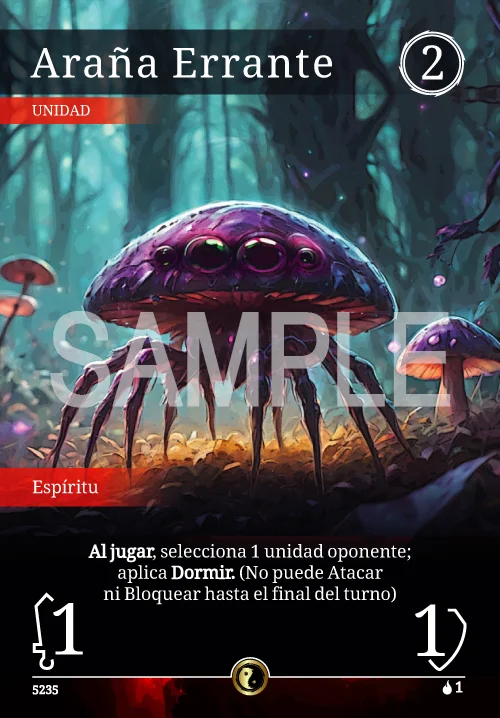 Araña Errante
2
UNIDAD
SAMPLE
Espíritu
Al jugar, selecciona 1 unidad oponente;
aplica Dormir. (No puede Atacar
ni Bloquear hasta el final del turno)
1
1
5235
1